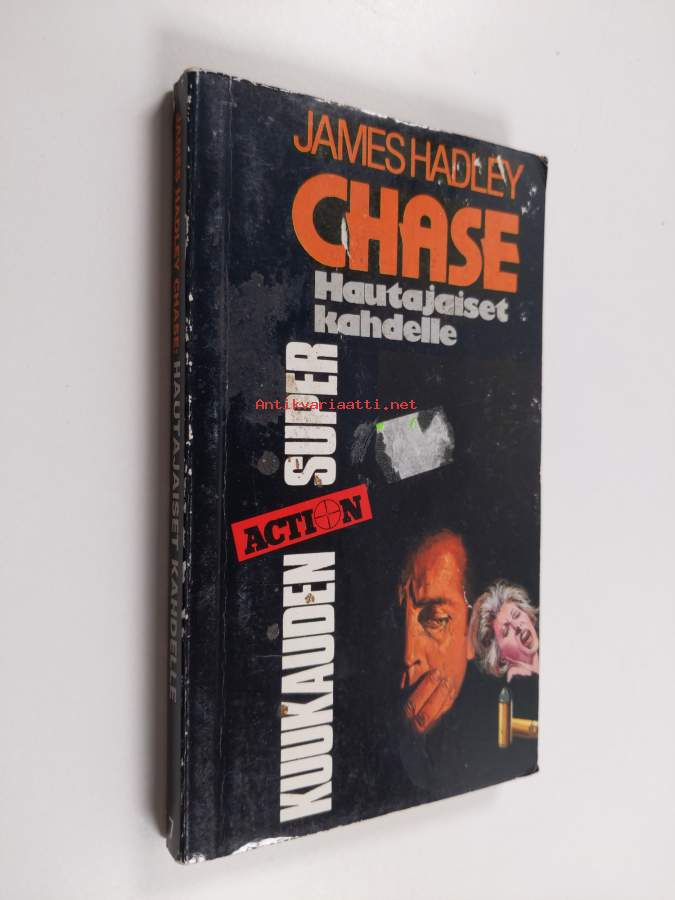 JAMES HADLEY
CHASE
Hautajaiset
kahdelle
KUUKAUDEN SUPER
ACTION
JAMES HADLEY CHASE: HAUTAJAISET KAHDELLE
Antikvariaatti.net